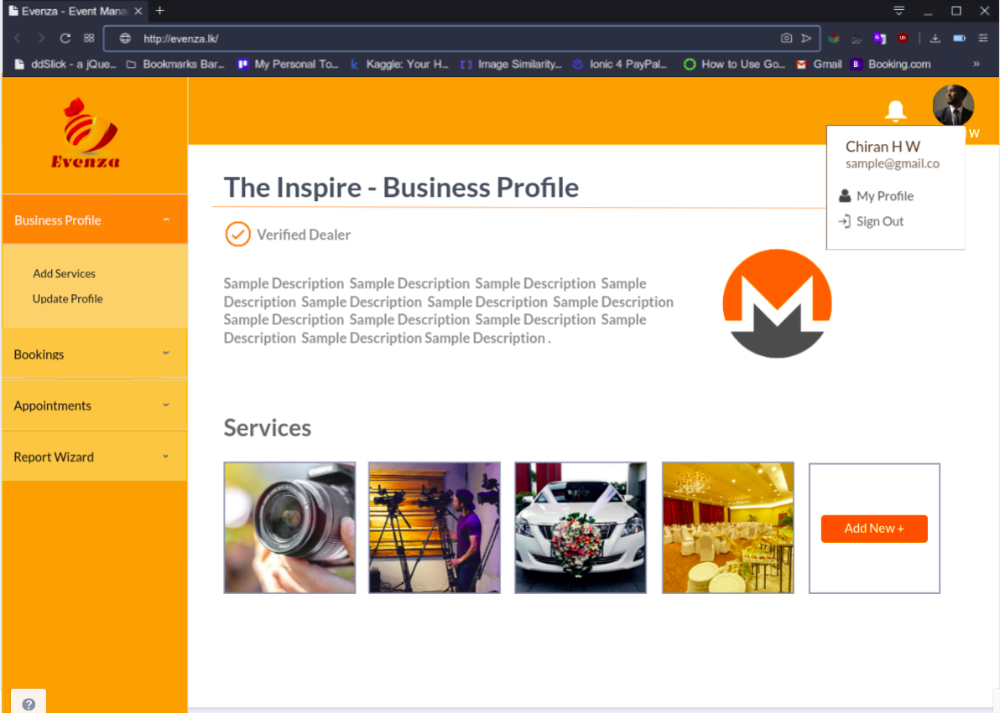 Evenza - Event Mana
http://evenza.lk/
ddSlick - a jQue... Bookmarks Bar... My Personal To... Kaggle: Your H... Image Similarity... Ionic 4 PayPal... How to Use Go... Gmail Booking.com
Evenza
W
Chiran H W
sample@gmail.co
My Profile
Sign Out
Business Profile
Add Services
Update Profile
Bookings
Appointments
Report Wizard
The Inspire - Business Profile
Verified Dealer
Sample Description Sample Description Sample Description Sample
Description Sample Description Sample Description Sample Description
Sample Description Sample Description Sample Description Sample
Description Sample Description Sample Description .
Services
Add New +